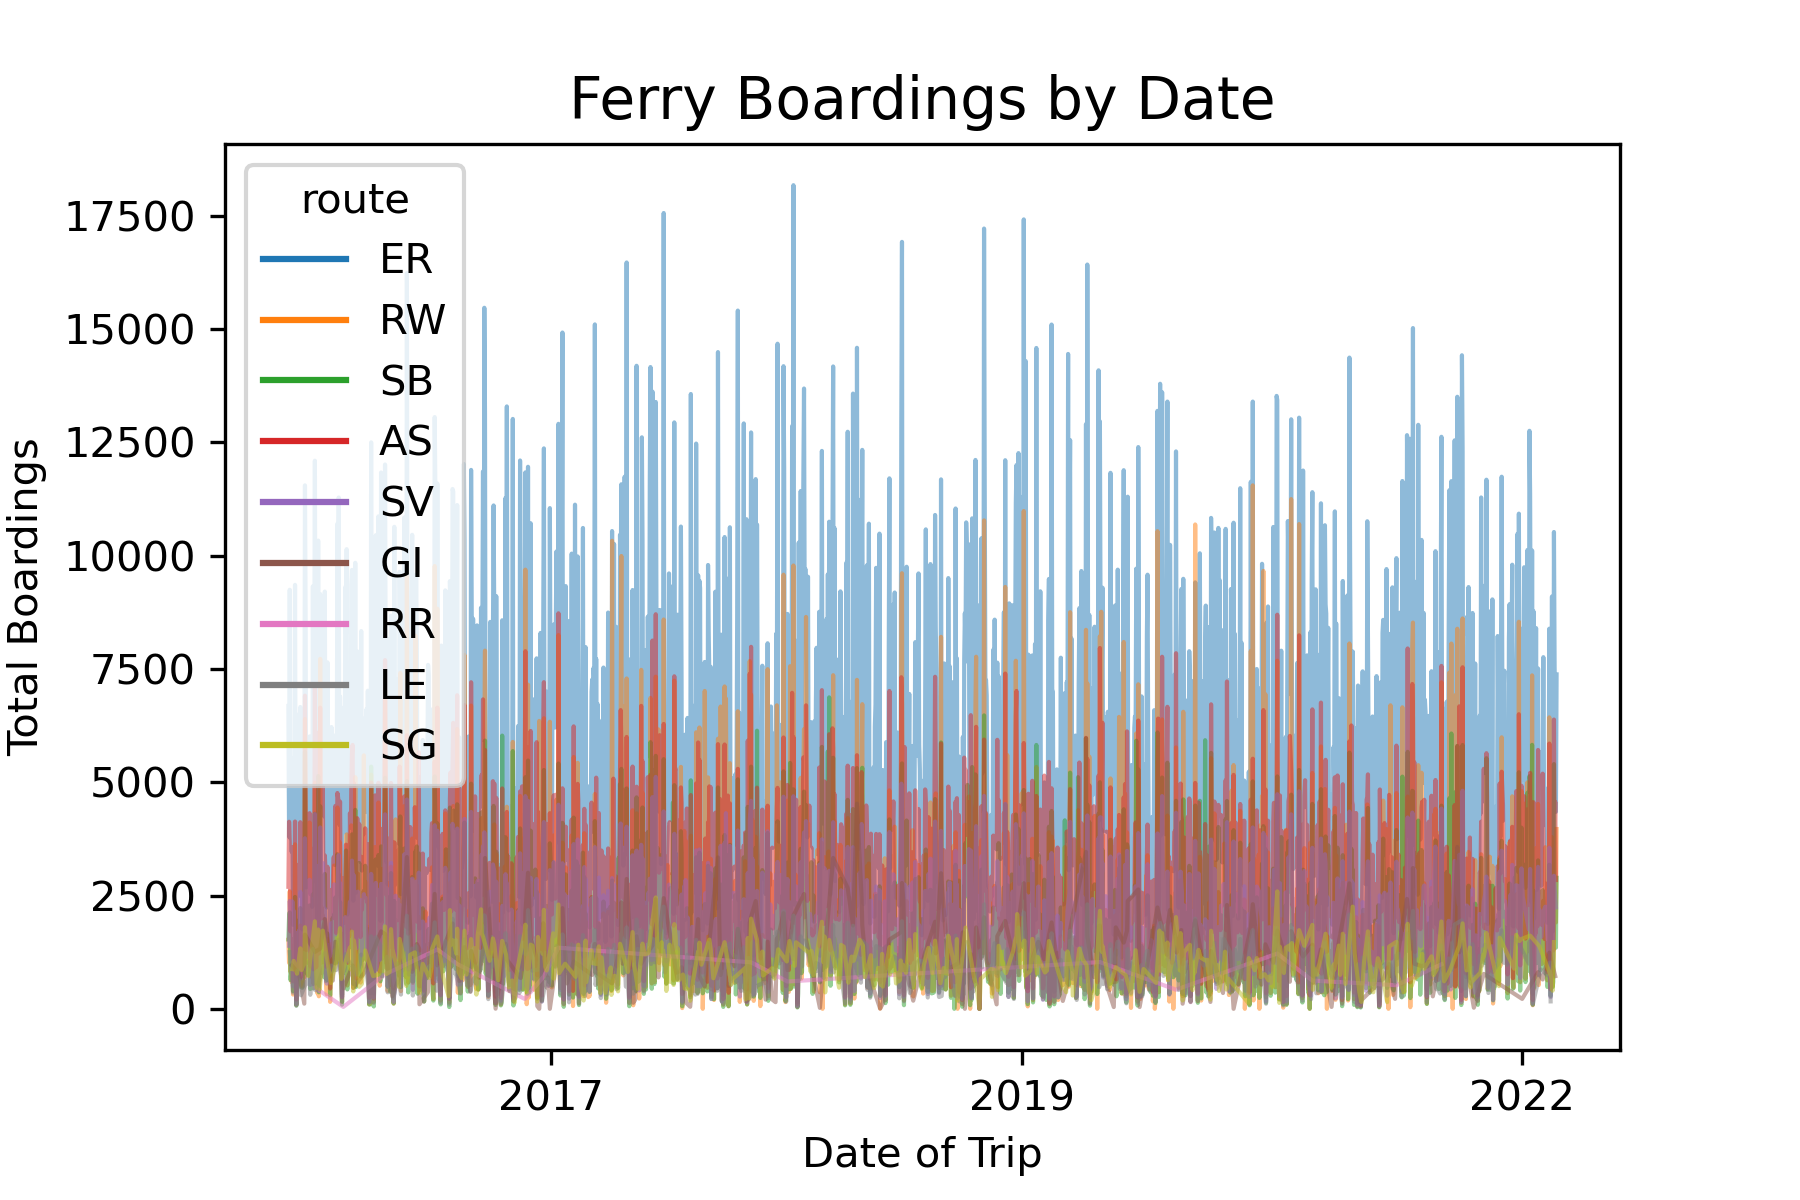 Ferry Boardings by Date
route
ER
RW
SB
AS
SV
GI
RR
LE
SG
17500
15000
12500
10000
7500
5000
2500
0
Total Boardings
2017
2019
2022
Date of Trip